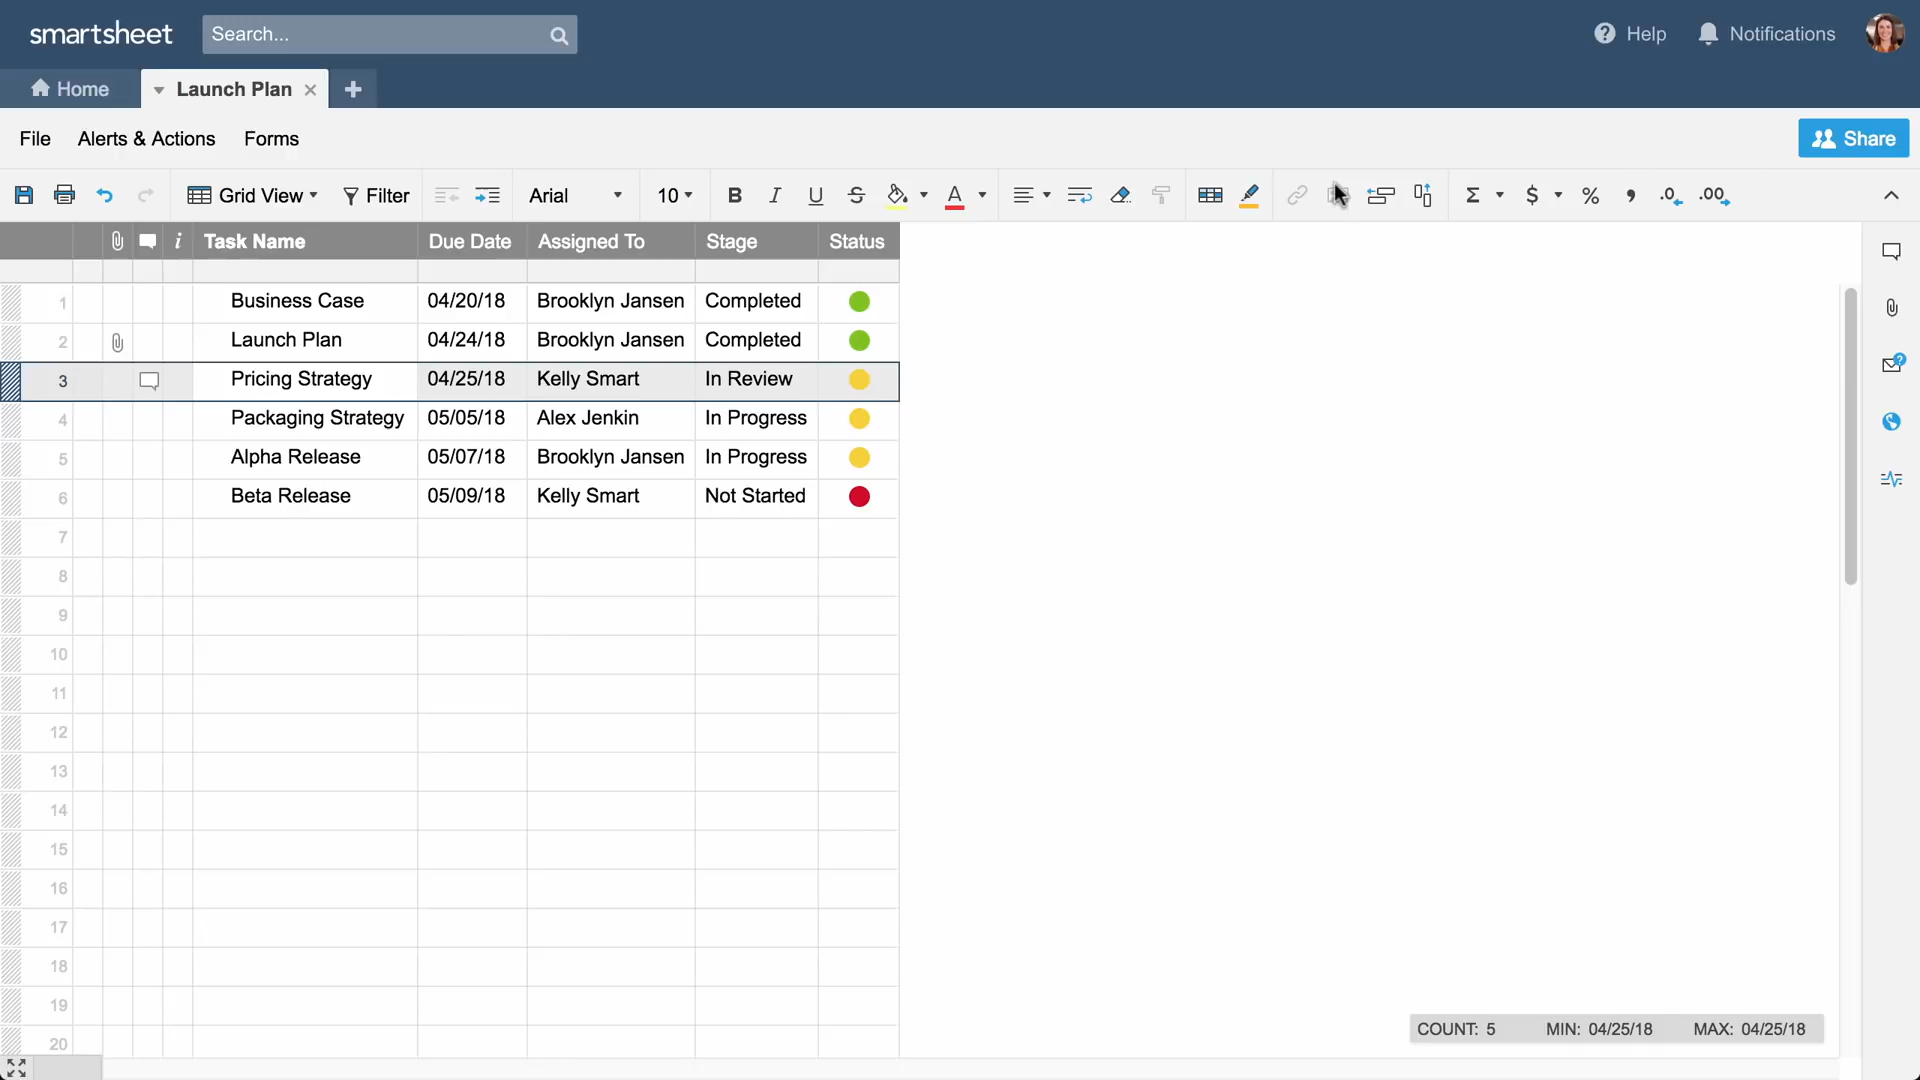 smartsheet Search... Help Notifications
Home Launch Plan
File Alerts & Actions Forms Share
Grid View Filter Arial 10 B I U S A Σ $ % , .0 .00
i Task Name Due Date Assigned To Stage Status
1 Business Case 04/20/18 Brooklyn Jansen Completed
2 Launch Plan 04/24/18 Brooklyn Jansen Completed
3 Pricing Strategy 04/25/18 Kelly Smart In Review
4 Packaging Strategy 05/05/18 Alex Jenkin In Progress
5 Alpha Release 05/07/18 Brooklyn Jansen In Progress
6 Beta Release 05/09/18 Kelly Smart Not Started
7
8
9
10
11
12
13
14
15
16
17
18
19
20
COUNT: 5 MIN: 04/25/18 MAX: 04/25/18